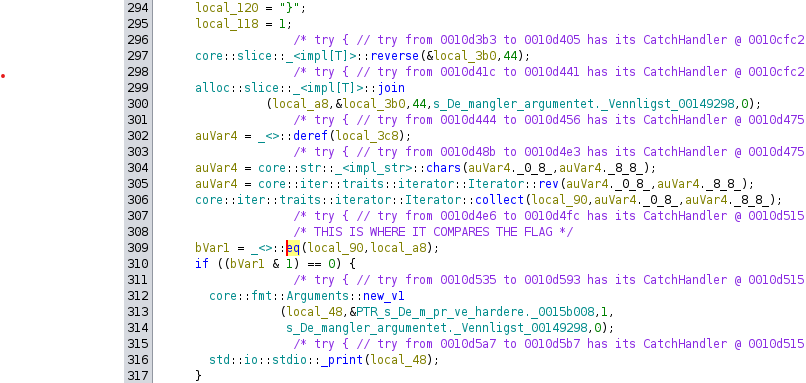 294 local_120 = "}";
295 local_118 = 1;
296 /* try { // try from 0010d3b3 to 0010d405 has its CatchHandler @ 0010cfc2
297 core::slice::_<impl[T]>::reverse(&local_3b0,44);
298 /* try { // try from 0010d41c to 0010d441 has its CatchHandler @ 0010cfc2
299 alloc::slice::_<impl[T]>::join
300 (local_a8,&local_3b0,44,s_De_mangler_argumentet._Vennligst_00149298,0);
301 /* try { // try from 0010d444 to 0010d456 has its CatchHandler @ 0010d475
302 auVar4 = _<>::deref(local_3c8);
303 /* try { // try from 0010d48b to 0010d4e3 has its CatchHandler @ 0010d475
304 auVar4 = core::str::_<impl_str>::chars(auVar4._0_8_,auVar4._8_8_);
305 auVar4 = core::iter::traits::iterator::Iterator::rev(auVar4._0_8_,auVar4._8_8_);
306 core::iter::traits::iterator::Iterator::collect(local_90,auVar4._0_8_,auVar4._8_8_);
307 /* try { // try from 0010d4e6 to 0010d4fc has its CatchHandler @ 0010d515
308 /* THIS IS WHERE IT COMPARES THE FLAG */
309 bVar1 = _<>::eq(local_90,local_a8);
310 if ((bVar1 & 1) == 0) {
311 /* try { // try from 0010d535 to 0010d593 has its CatchHandler @ 0010d515
312 core::fmt::Arguments::new_v1
313 (local_48,&PTR_s_De_m_pr_ve_hardere._0015b008,1,
314 s_De_mangler_argumentet._Vennligst_00149298,0);
315 /* try { // try from 0010d5a7 to 0010d5b7 has its CatchHandler @ 0010d515
316 std::io::stdio::_print(local_48);
317 }